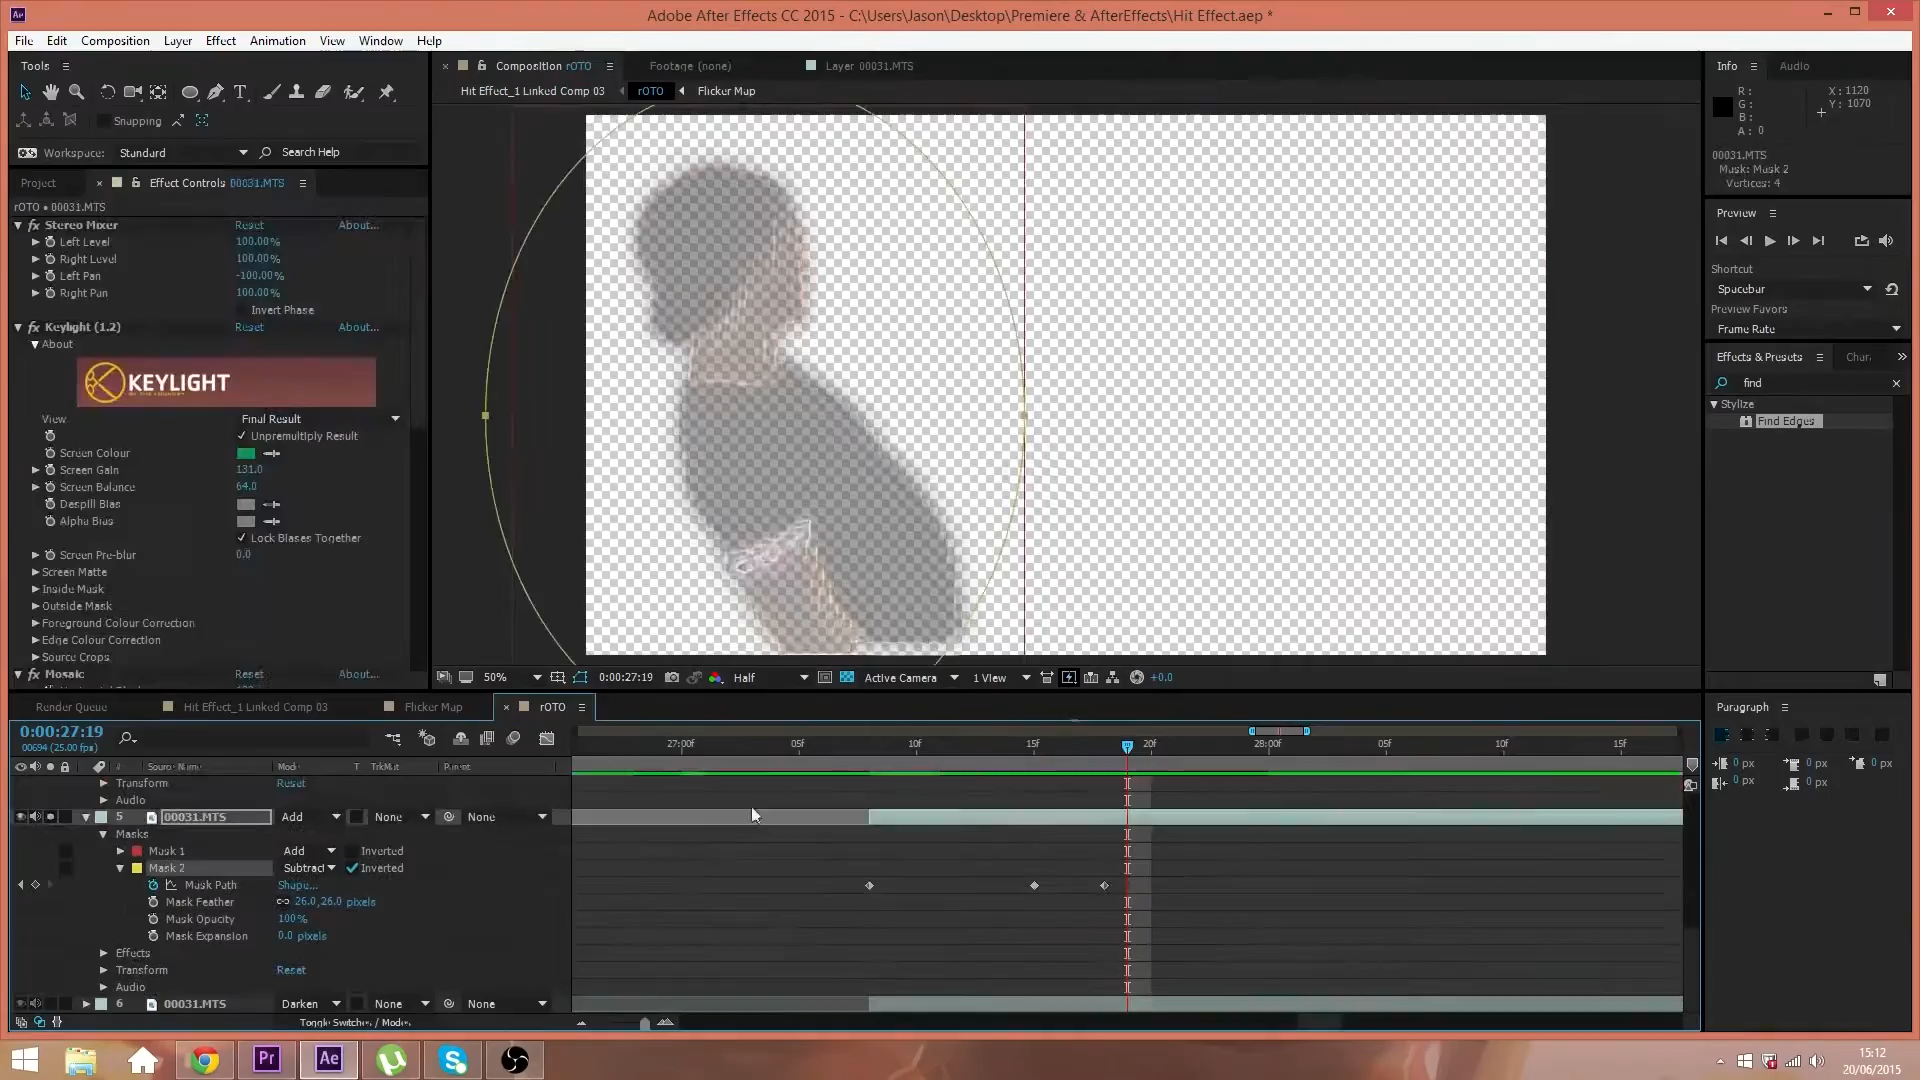 Adobe After Effects CC 2015 - C:\Users\Jason\Desktop\Premiere & AfterEffects\Hit Effect.aep *
File Edit Composition Layer Effect Animation View Window Help
Tools
Snapping
Workspace: Standard Search Help
Project Effect Controls 00031.MTS
rOTO • 00031.MTS
fx Stereo Mixer Reset About...
Left Level 100.00%
Right Level 100.00%
Left Pan -100.00%
Right Pan 100.00%
Invert Phase
fx Keylight (1.2) Reset About...
About
KEYLIGHT
View Final Result
Unpremultiply Result
Screen Colour
Screen Gain 131.0
Screen Balance 64.0
Despill Bias
Alpha Bias
Lock Biases Together
Screen Pre-blur 0.0
Screen Matte
Inside Mask
Outside Mask
Foreground Colour Correction
Edge Colour Correction
Source Crops
fx Mosaic Reset About...
Composition rOTO Footage (none) Layer 00031.MTS
Hit Effect_1 Linked Comp 03 rOTO Flicker Map
50% 0:00:27:19 Half Active Camera 1 View +0.0
Info Audio
R: X: 1120
G: Y: 1070
B:
A: 0
00031.MTS
Mask: Mask 2
Vertices: 4
Preview
Shortcut
Spacebar
Preview Favors
Frame Rate
Effects & Presets Char
find
Stylize
Find Edges
Paragraph
0 px 0 px 0 px
0 px 0 px
Render Queue Hit Effect_1 Linked Comp 03 Flicker Map rOTO
0:00:27:19
00694 (25.00 fps)
27:00f 05f 10f 15f 20f 28:00f 05f 10f 15f
# Source Name Mode T TrkMat Parent
Transform Reset
Audio
5 00031.MTS Add None None
Masks
Mask 1 Add Inverted
Mask 2 Subtract Inverted
Mask Path Shape...
Mask Feather 26.0,26.0 pixels
Mask Opacity 100%
Mask Expansion 0.0 pixels
Effects
Transform Reset
Audio
6 00031.MTS Darken None None
Toggle Switches / Modes
Pr Ae
15:12
20/06/2015